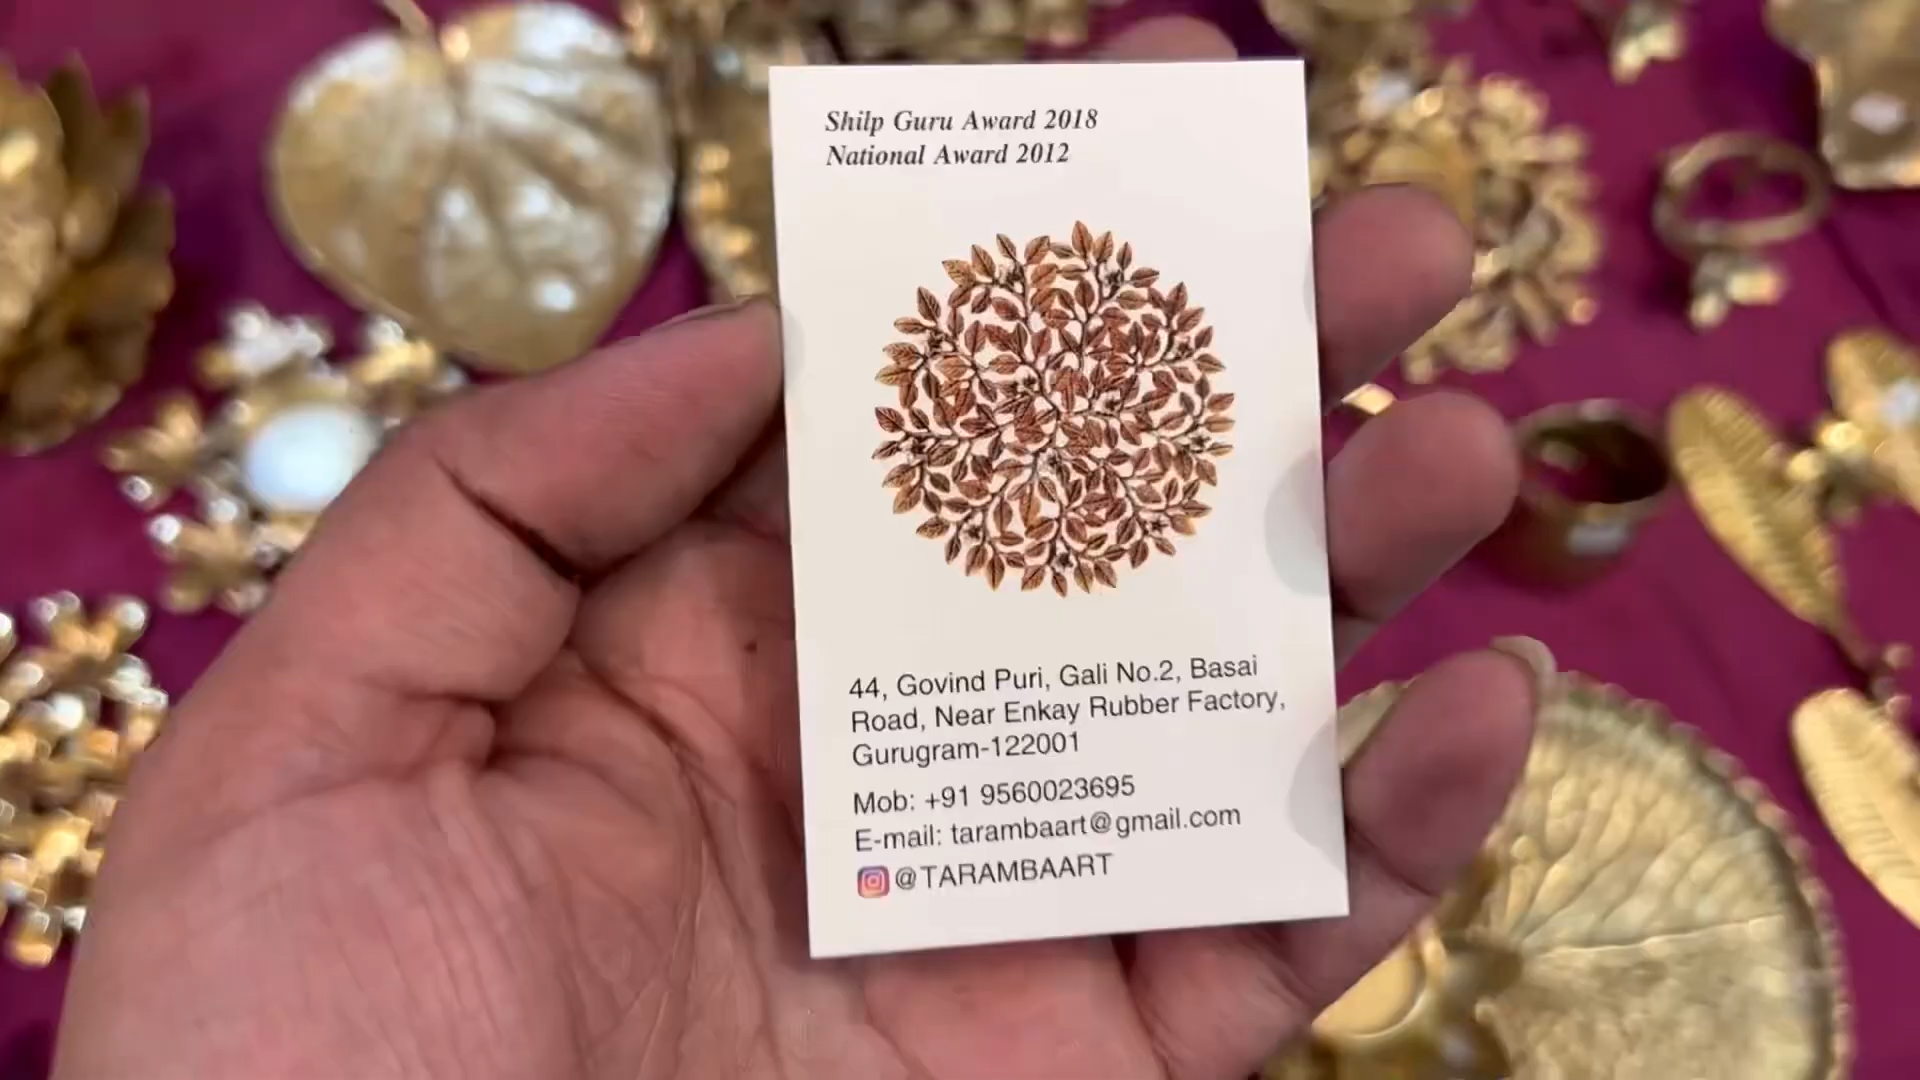 Shilp Guru Award 2018
National Award 2012
44, Govind Puri, Gali No.2, Basai
Road, Near Enkay Rubber Factory,
Gurugram-122001
Mob: +91 9560023695
E-mail: tarambaart@gmail.com
@TARAMBAART